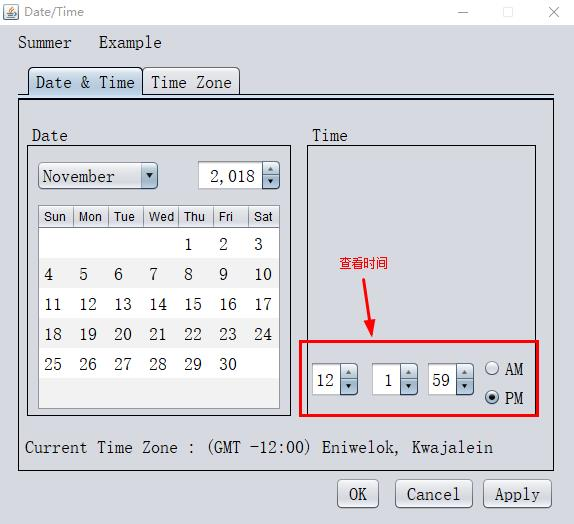 Date/Time
Summer Example
Date & Time Time Zone
Date Time
November 2,018
Sun Mon Tue Wed Thu Fri Sat
1 2 3
4 5 6 7 8 9 10
11 12 13 14 15 16 17
18 19 20 21 22 23 24
25 26 27 28 29 30
查看时间
12 1 59 AM
PM
Current Time Zone : (GMT -12:00) Eniwelok, Kwajalein
OK Cancel Apply